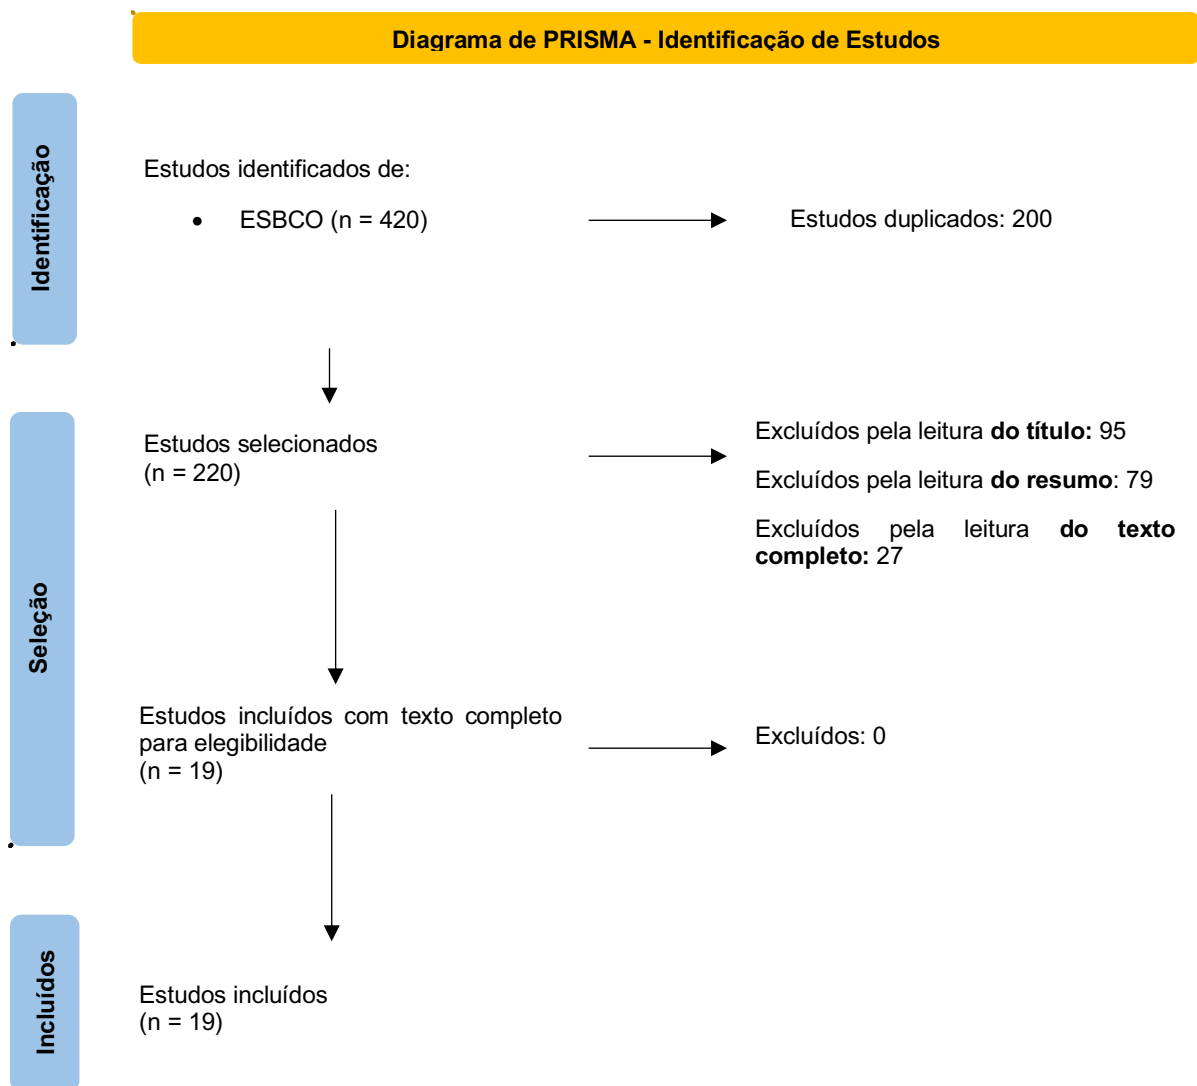 Diagrama de PRISMA - Identificação de Estudos
Identificação
Estudos identificados de:
• ESBCO (n = 420)
Estudos duplicados: 200
Seleção
Estudos selecionados
(n = 220)
Excluídos pela leitura do título: 95
Excluídos pela leitura do resumo: 79
Excluídos pela leitura do texto
completo: 27
Estudos incluídos com texto completo
para elegibilidade
(n = 19)
Excluídos: 0
Incluídos
Estudos incluídos
(n = 19)